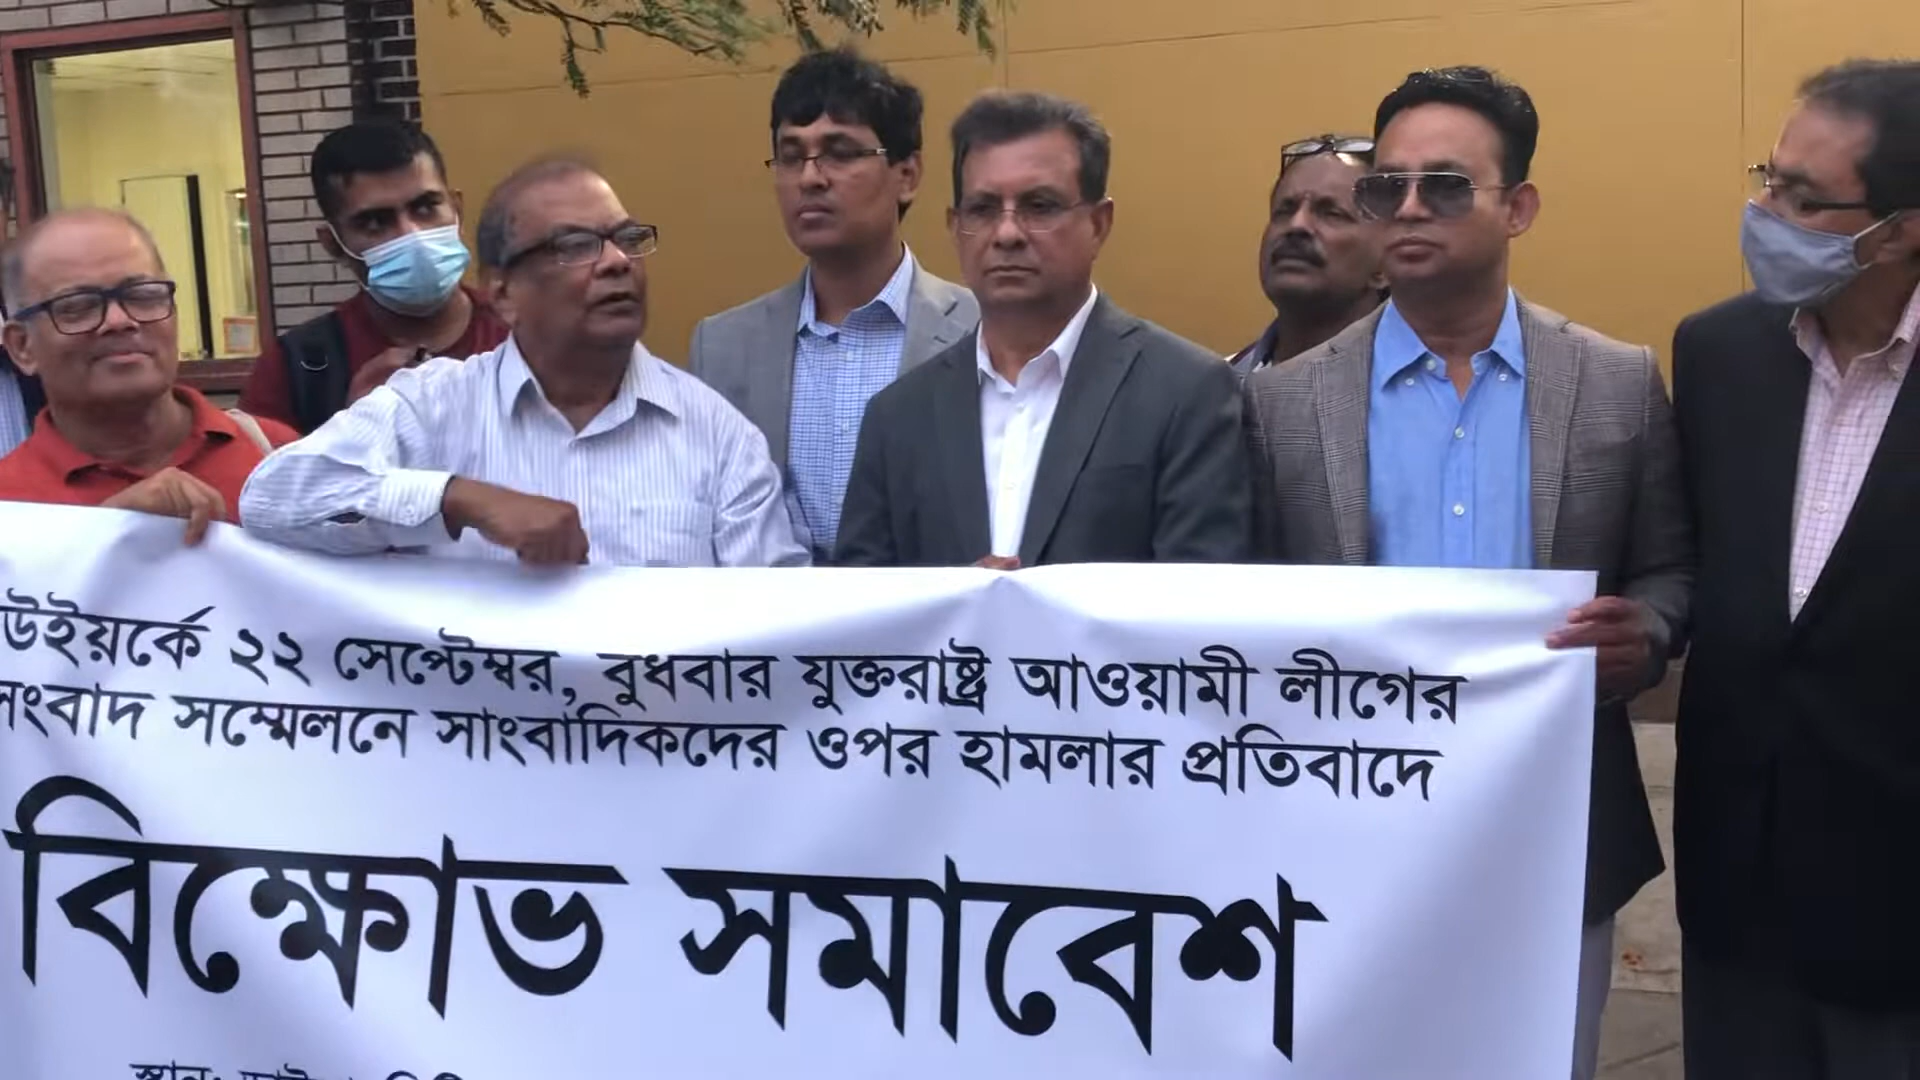 উইয়র্কে ২২ সেপ্টেম্বর, বুধবার যুক্তরাষ্ট্র আওয়ামী লীগের
সংবাদ সম্মেলনে সাংবাদিকদের ওপর হামলার প্রতিবাদে
বিক্ষোভ সমাবেশ
স্থান: